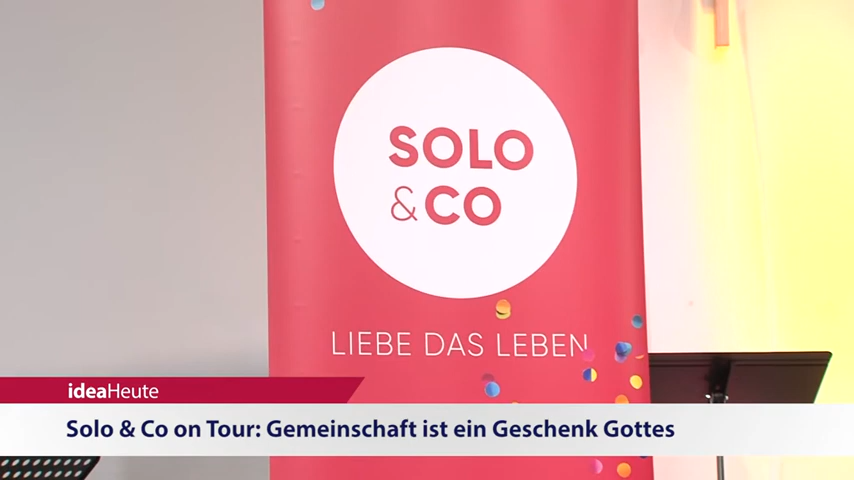 SOLO
& CO
LIEBE DAS LEBEN
ideaHeute
Solo & Co on Tour: Gemeinschaft ist ein Geschenk Gottes